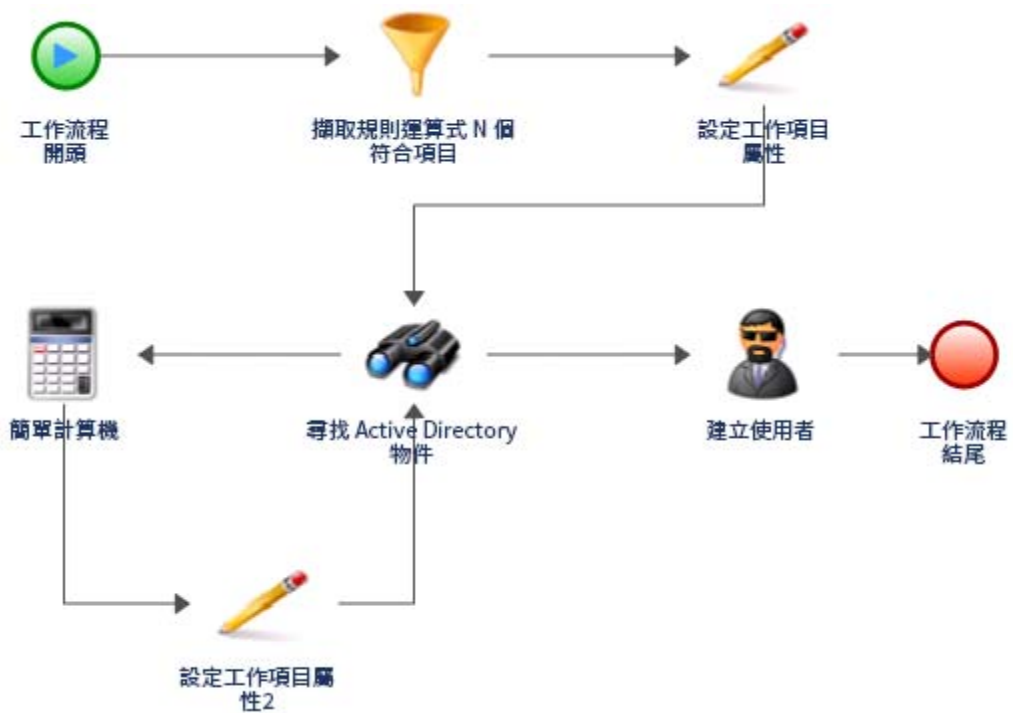 工作流程
開頭
擷取規則運算式 N 個
符合項目
設定工作項目
屬性
簡單計算機
尋找 Active Directory
物件
建立使用者
工作流程
結尾
設定工作項目屬
性2